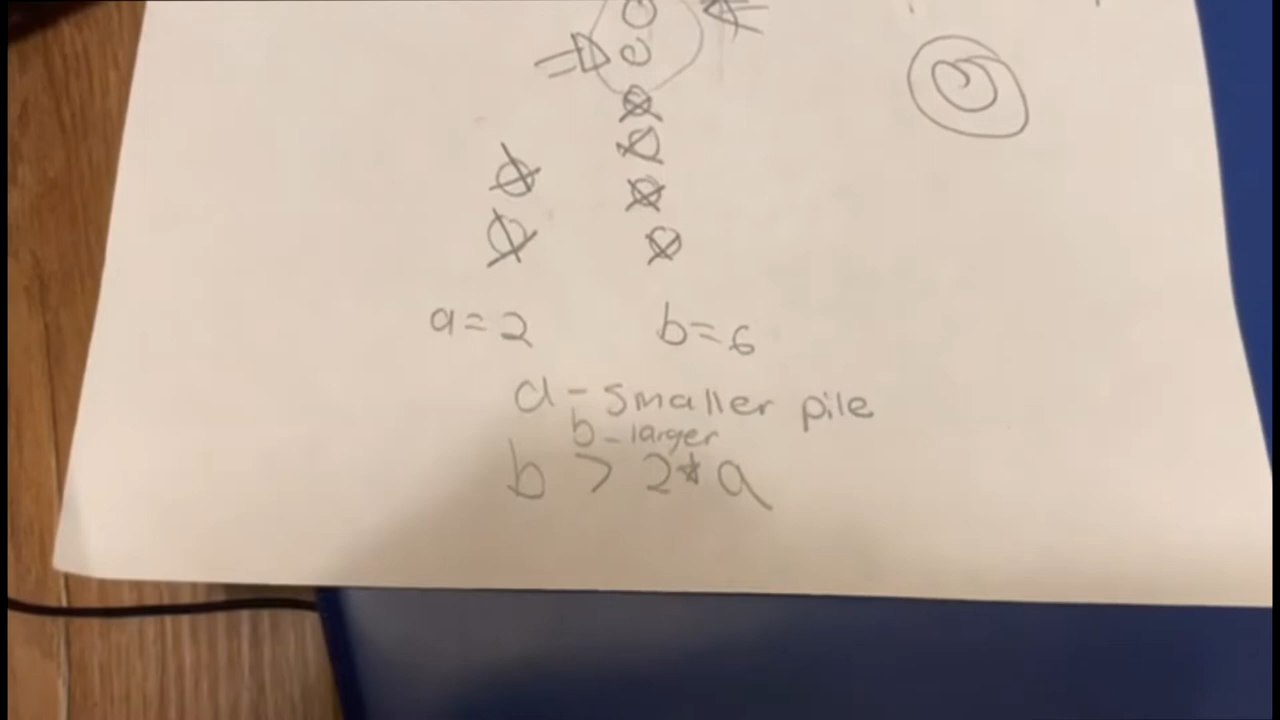 a=2 b=6
a - smaller pile
b - larger
b > 2*a